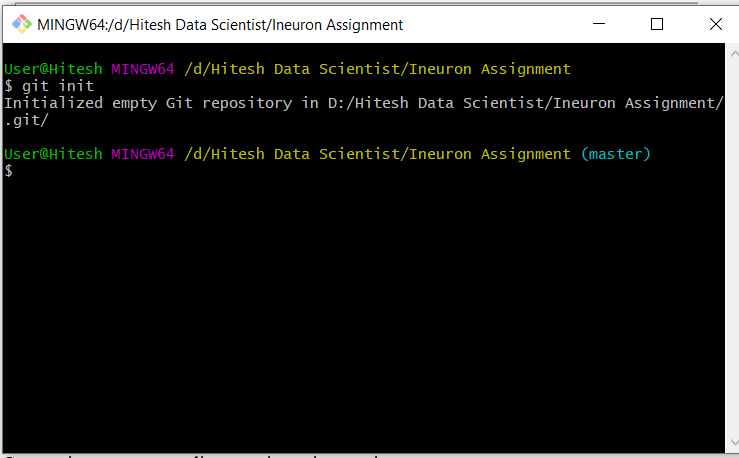 MINGW64:/d/Hitesh Data Scientist/Ineuron Assignment
User@Hitesh MINGW64 /d/Hitesh Data Scientist/Ineuron Assignment
$ git init
Initialized empty Git repository in D:/Hitesh Data Scientist/Ineuron Assignment/
.git/
User@Hitesh MINGW64 /d/Hitesh Data Scientist/Ineuron Assignment (master)
$